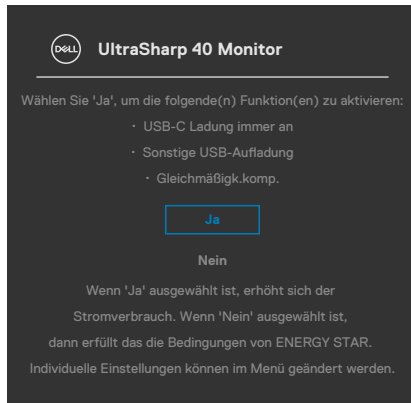 DELL
UltraSharp 40 Monitor
Wählen Sie 'Ja', um die folgende(n) Funktion(en) zu aktivieren:
· USB-C Ladung immer an
· Sonstige USB-Aufladung
· Gleichmäßigk.komp.
Ja
Nein
Wenn 'Ja' ausgewählt ist, erhöht sich der
Stromverbrauch. Wenn 'Nein' ausgewählt ist,
dann erfüllt das die Bedingungen von ENERGY STAR.
Individuelle Einstellungen können im Menü geändert werden.